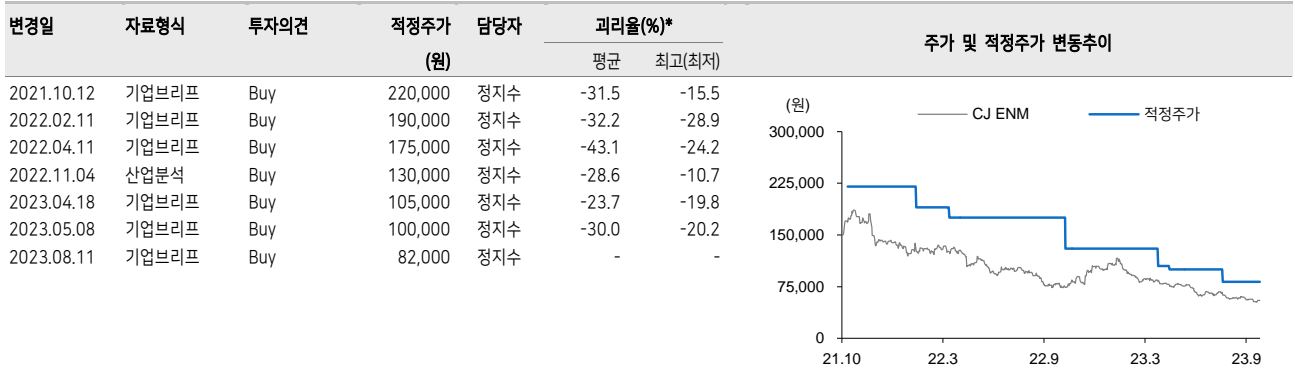 변경일 자료형식 투자의견 적정주가 담당자 괴리율(%)* 주가 및 적정주가 변동추이
(원) 평균 최고(최저)
2021.10.12 기업브리프 Buy 220,000 정지수 -31.5 -15.5
2022.02.11 기업브리프 Buy 190,000 정지수 -32.2 -28.9
2022.04.11 기업브리프 Buy 175,000 정지수 -43.1 -24.2
2022.11.04 산업분석 Buy 130,000 정지수 -28.6 -10.7
2023.04.18 기업브리프 Buy 105,000 정지수 -23.7 -19.8
2023.05.08 기업브리프 Buy 100,000 정지수 -30.0 -20.2
2023.08.11 기업브리프 Buy 82,000 정지수 - -
(원)
CJ ENM 적정주가
300,000
225,000
150,000
75,000
0
21.10 22.3 22.9 23.3 23.9